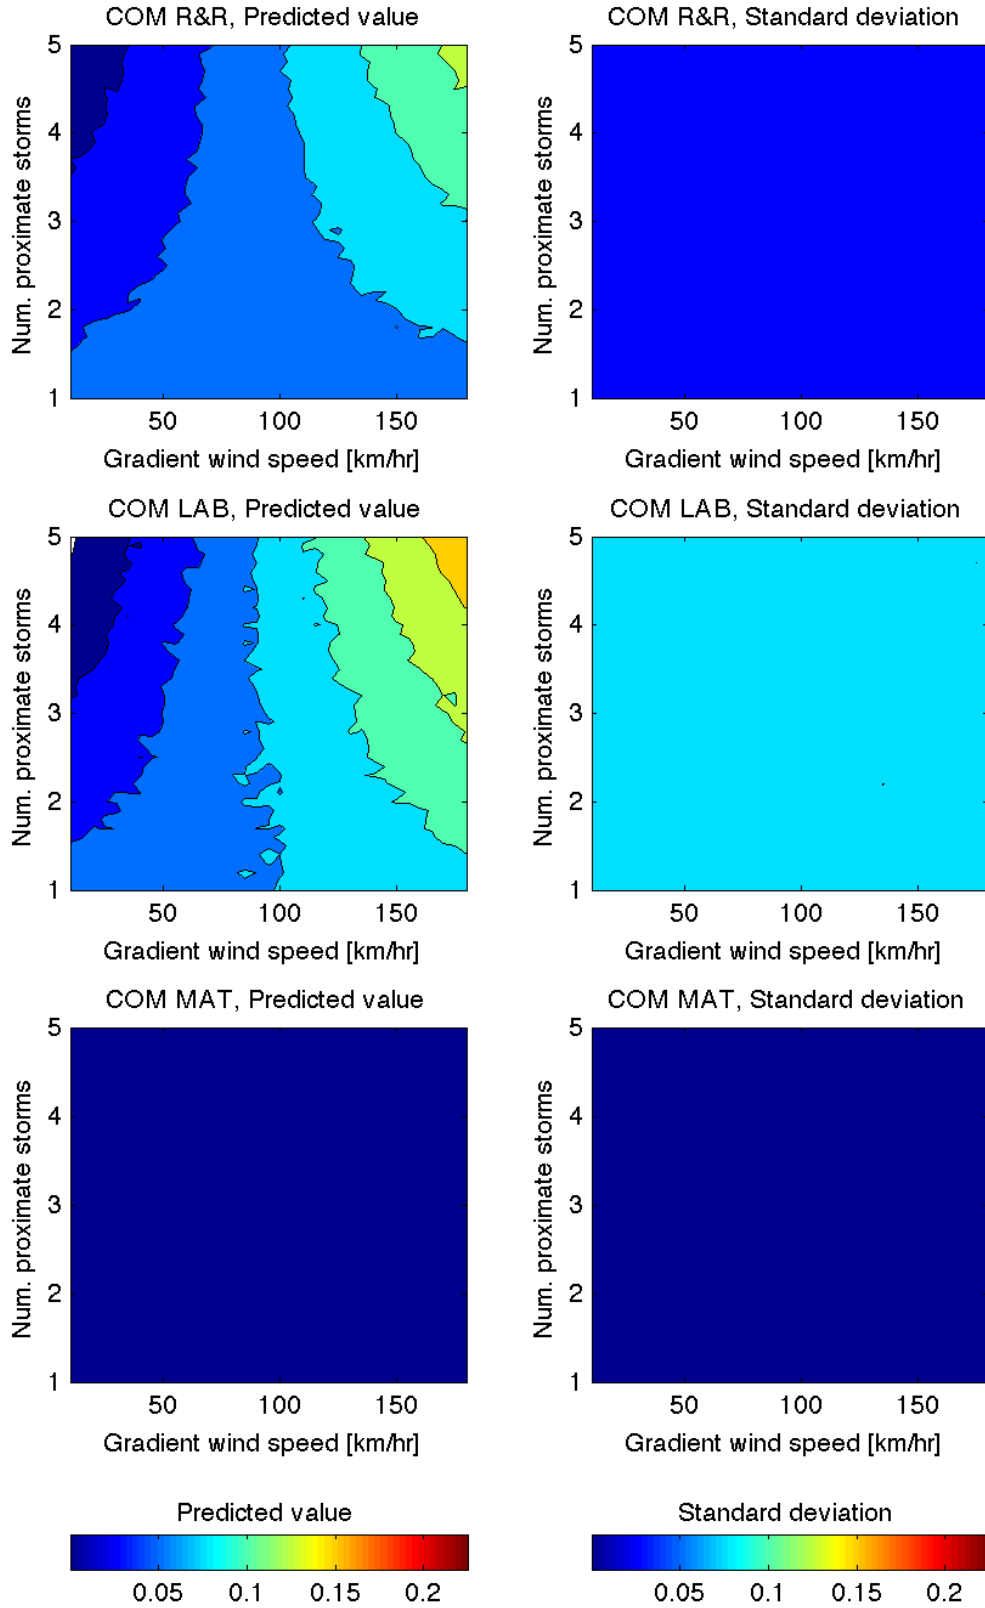 COM R&R, Predicted value
COM R&R, Standard deviation
5
4
3
2
1
Num. proximate storms
50 100 150
Gradient wind speed [km/hr]
5
4
3
2
1
Num. proximate storms
50 100 150
Gradient wind speed [km/hr]
COM LAB, Predicted value
COM LAB, Standard deviation
5
4
3
2
1
Num. proximate storms
50 100 150
Gradient wind speed [km/hr]
5
4
3
2
1
Num. proximate storms
50 100 150
Gradient wind speed [km/hr]
COM MAT, Predicted value
COM MAT, Standard deviation
5
4
3
2
1
Num. proximate storms
50 100 150
Gradient wind speed [km/hr]
5
4
3
2
1
Num. proximate storms
50 100 150
Gradient wind speed [km/hr]
Predicted value
0.05 0.1 0.15 0.2
Standard deviation
0.05 0.1 0.15 0.2